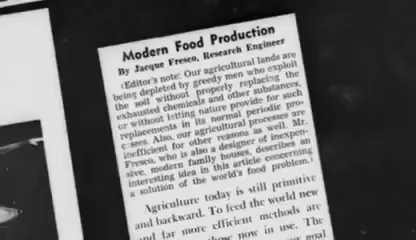 Modern Food Production
By Jacque Fresco, Research Engineer
(Editor's note: Our agricultural lands are
being depleted by greedy men who exploit
the soil without properly replacing the
exhausted chemicals and other substances,
or without letting nature provide for such
replacements in its normal periodic pro-
cesses. Also, our agricultural processes are
inefficient for other reasons as well. Mr.
Fresco, who is also a designer of inexpen-
sive, modern family houses, describes an
interesting idea in this article concerning
a solution of the world's food problem.)
Agriculture today is still primitive
and backward. To feed the world new
and far more efficient methods are
now in use. The
goal